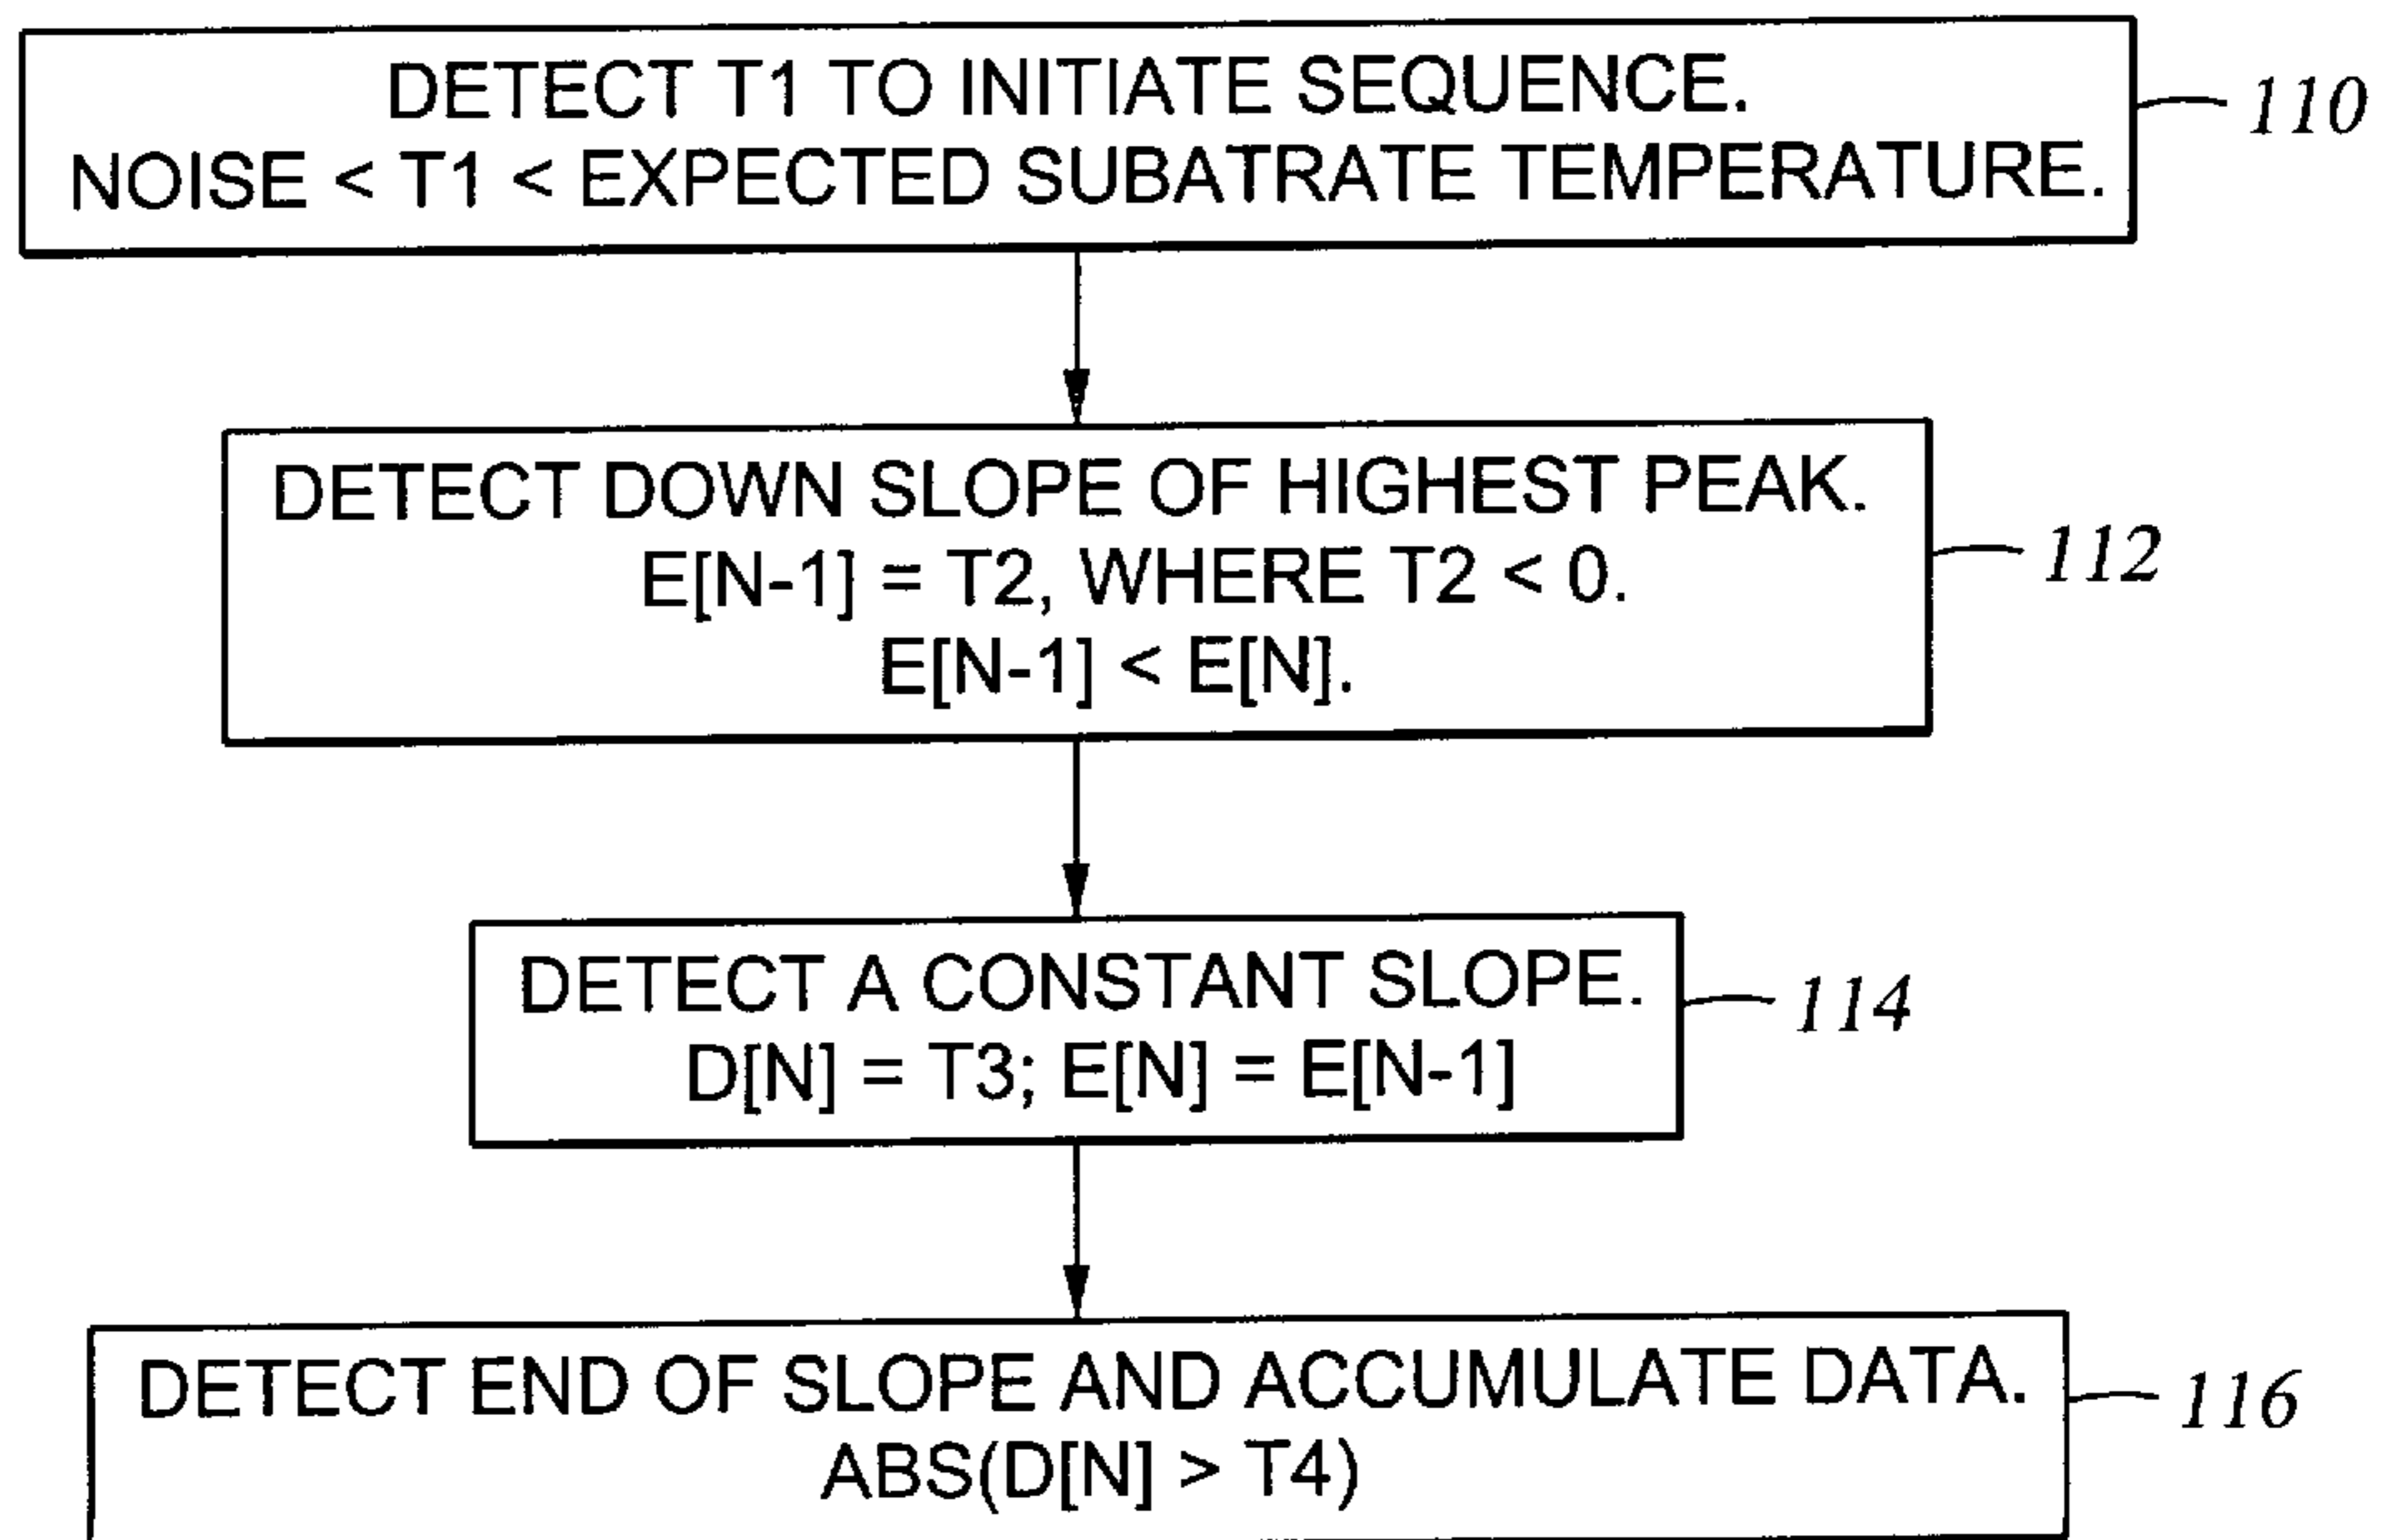 DETECT T1 TO INITIATE SEQUENCE.
NOISE < T1 < EXPECTED SUBATRATE TEMPERATURE.
110
DETECT DOWN SLOPE OF HIGHEST PEAK.
E[N-1] = T2, WHERE T2 < 0.
E[N-1] < E[N].
112
DETECT A CONSTANT SLOPE.
D[N] = T3; E[N] = E[N-1]
114
DETECT END OF SLOPE AND ACCUMULATE DATA.
ABS(D[N] > T4)
116